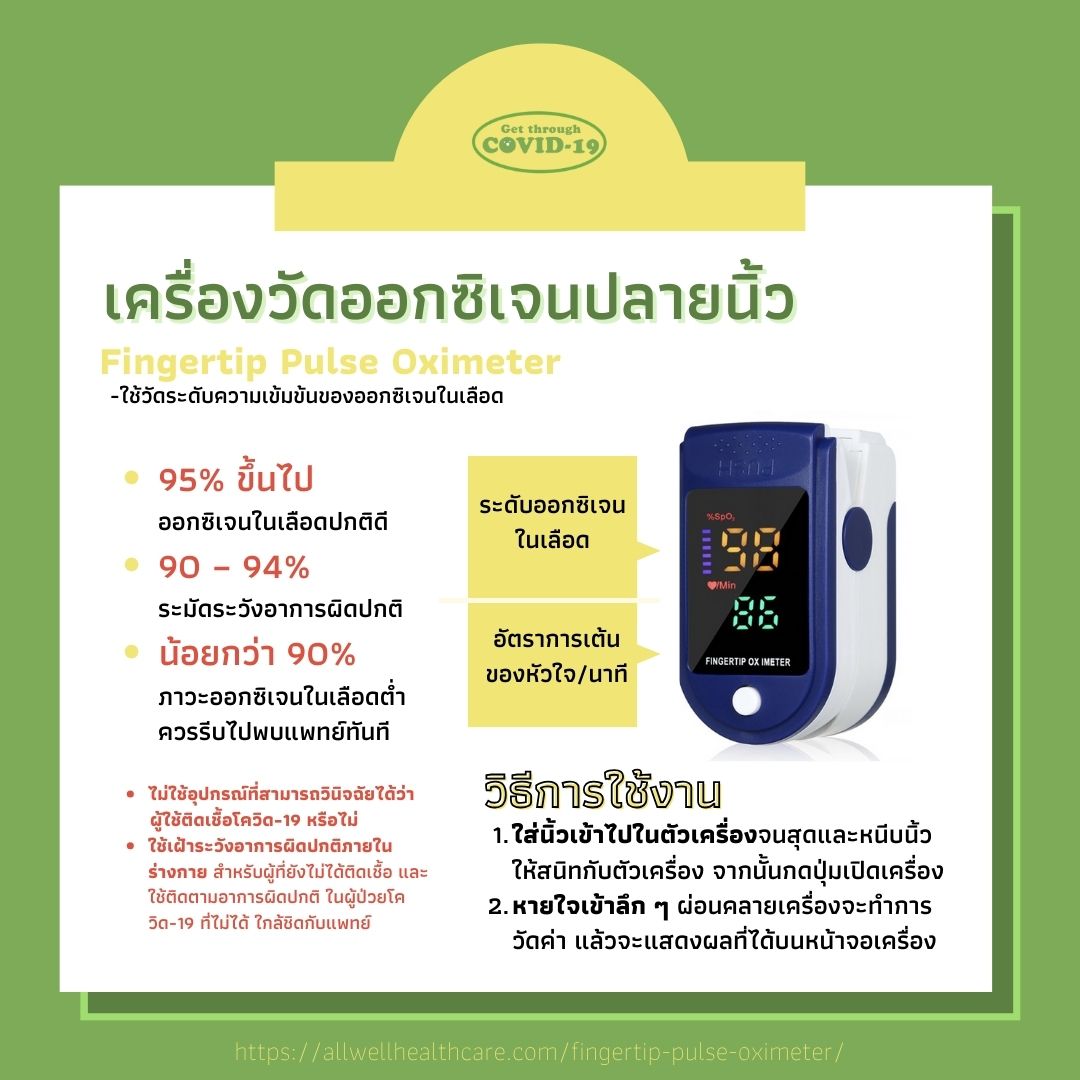 Get through
COVID-19
เครื่องวัดออกซิเจนปลายนิ้ว
Fingertip Pulse Oximeter
-ใช้วัดระดับความเข้มข้นของออกซิเจนในเลือด
95% ขึ้นไป
ออกซิเจนในเลือดปกติดี
90 – 94%
ระมัดระวังอาการผิดปกติ
น้อยกว่า 90%
ภาวะออกซิเจนในเลือดต่ำ
ควรรีบไปพบแพทย์ทันที
ระดับออกซิเจน
ในเลือด
อัตราการเต้น
ของหัวใจ/นาที
%SpO₂
98
/Min
86
FINGERTIP OX IMETER
ไม่ใช้อุปกรณ์ที่สามารถวินิจฉัยได้ว่า
ผู้ใช้ติดเชื้อโควิด-19 หรือไม่
ใช้เฝ้าระวังอาการผิดปกติภายใน
ร่างกาย สำหรับผู้ที่ยังไม่ได้ติดเชื้อ และ
ใช้ติดตามอาการผิดปกติ ในผู้ป่วยโค
วิด-19 ที่ไม่ได้ ใกล้ชิดกับแพทย์
วิธีการใช้งาน
1. ใส่นิ้วเข้าไปในตัวเครื่องจนสุดและหนีบนิ้ว
ให้สนิทกับตัวเครื่อง จากนั้นกดปุ่มเปิดเครื่อง
2. หายใจเข้าลึก ๆ ผ่อนคลายเครื่องจะทำการ
วัดค่า แล้วจะแสดงผลที่ได้บนหน้าจอเครื่อง
https://allwellhealthcare.com/fingertip-pulse-oximeter/